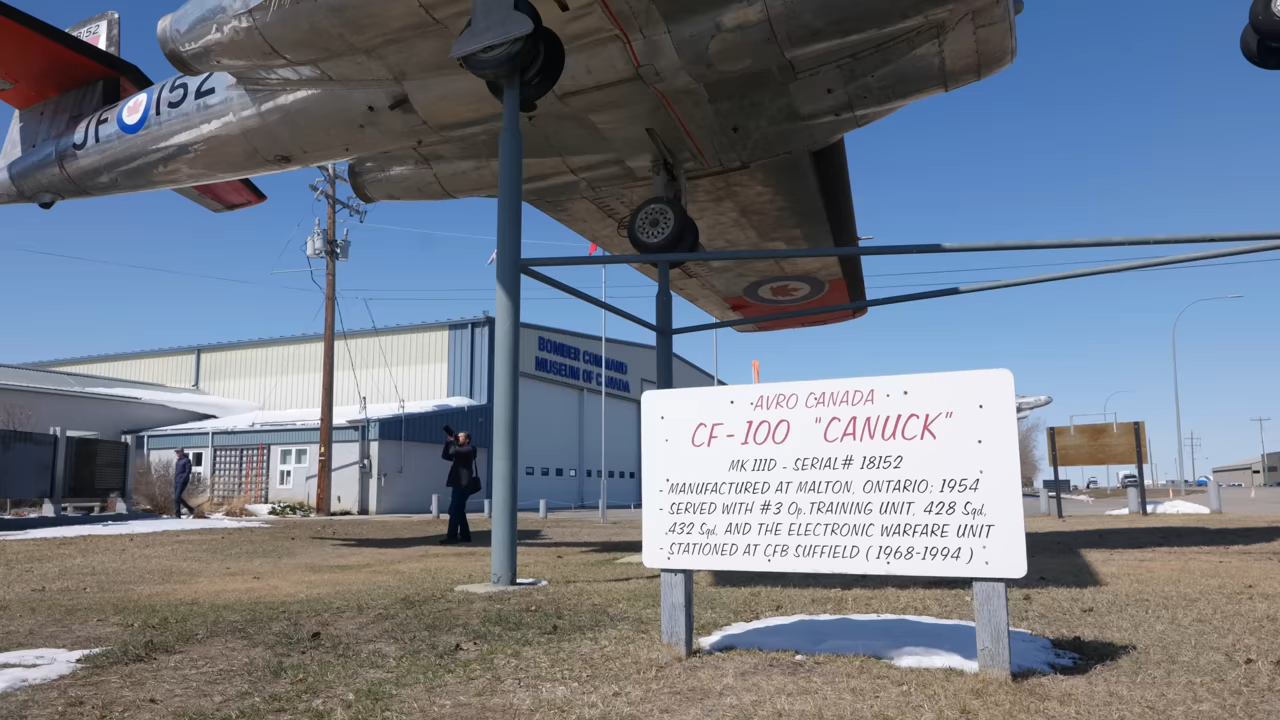 8152
JF 152
BOMBER COMMAND
MUSEUM OF CANADA
AVRO CANADA
CF-100 "CANUCK"
MK IIID - SERIAL# 18152
- MANUFACTURED AT MALTON, ONTARIO; 1954
- SERVED WITH #3 Op. TRAINING UNIT, 428 Sqd,
432 Sqd, AND THE ELECTRONIC WARFARE UNIT
- STATIONED AT CFB SUFFIELD (1968-1994)